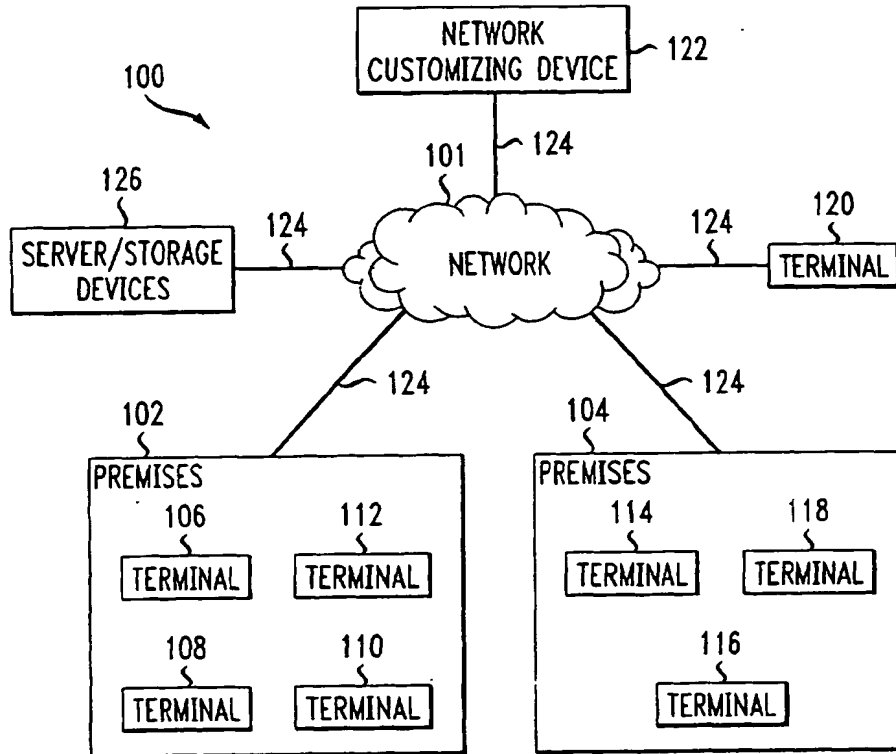 NETWORK
CUSTOMIZING DEVICE
122
100
124
101
126
124
SERVER/STORAGE
DEVICES
NETWORK
124
120
TERMINAL
124
124
102
PREMISES
106
TERMINAL
112
TERMINAL
108
TERMINAL
110
TERMINAL
104
PREMISES
114
TERMINAL
118
TERMINAL
116
TERMINAL